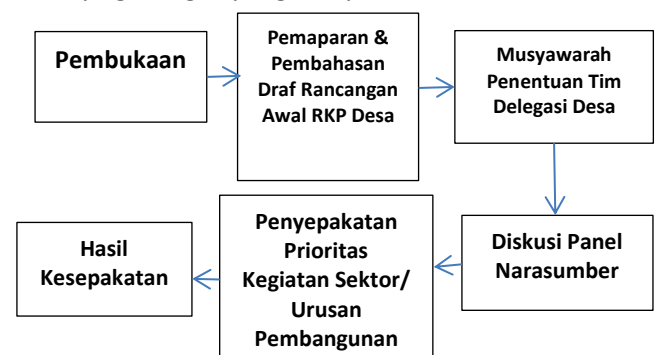 Pembukaan
Pemaparan &
Pembahasan
Draf Rancangan
Awal RKP Desa
Musyawarah
Penentuan Tim
Delegasi Desa
Diskusi Panel
Narasumber
Penyepakatan
Prioritas
Kegiatan Sektor/
Urusan
Pembangunan
Hasil
Kesepakatan